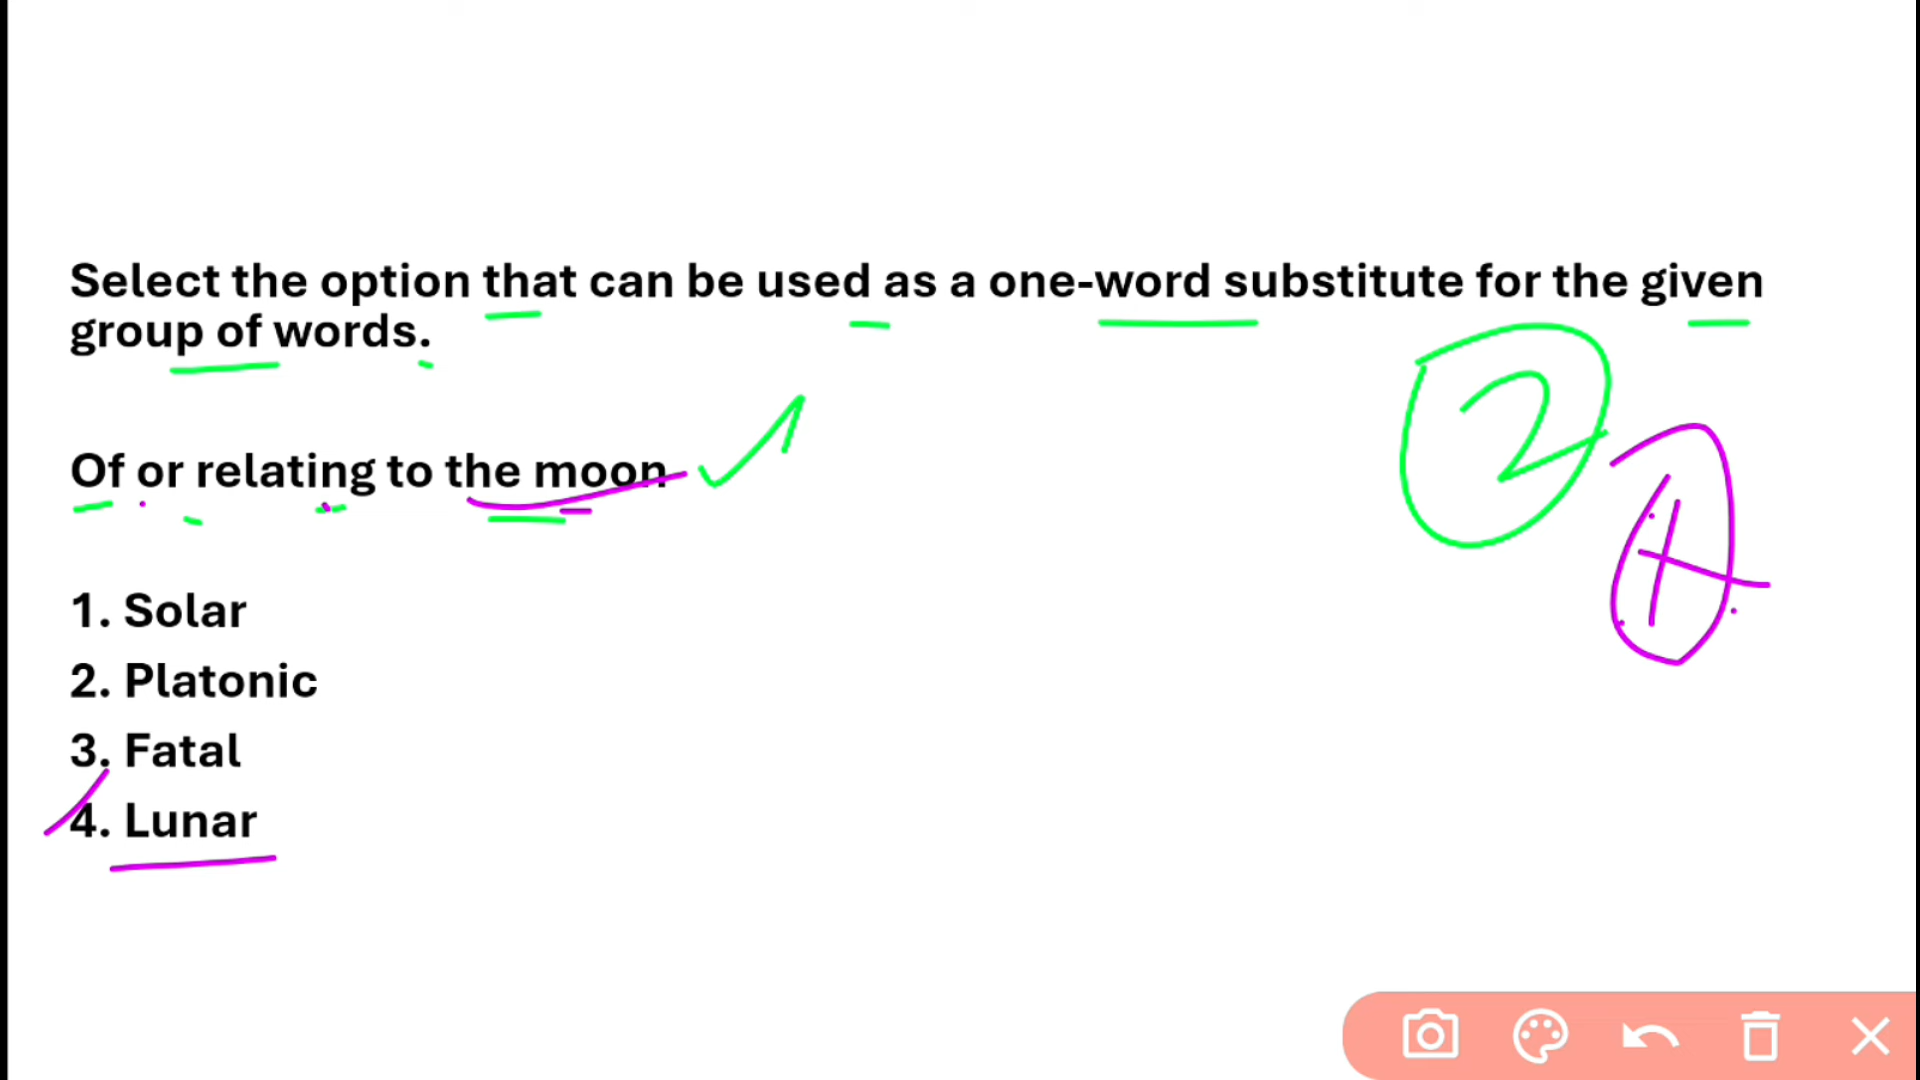 Select the option that can be used as a one-word substitute for the given
group of words.
2
Of or relating to the moon
4
1. Solar
2. Platonic
3. Fatal
4. Lunar